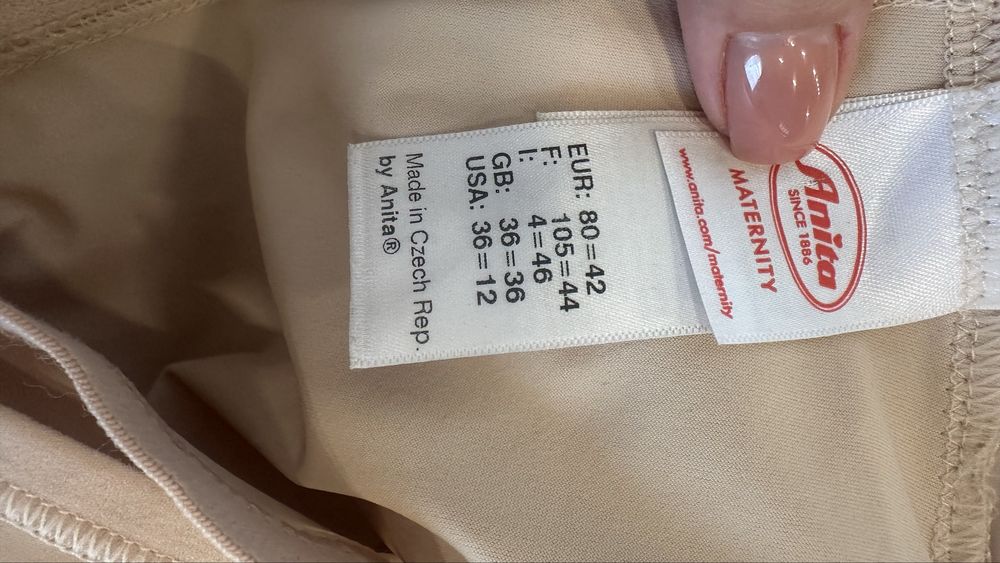 Anita
SINCE 1886
MATERNITY
www.anita.com/maternity
EUR: 80=42
F: 105=44
I: 4=46
GB: 36=36
USA: 36=12
Made in Czech Rep.
by Anita®